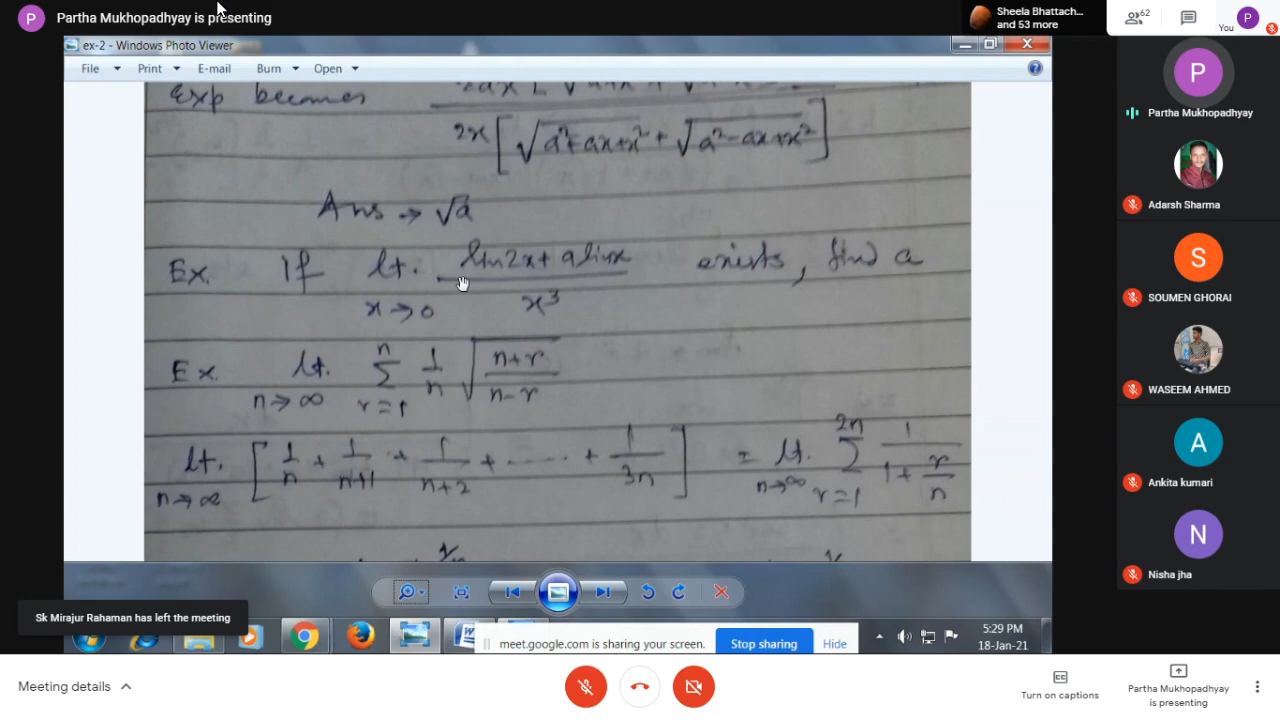 Partha Mukhopadhyay is presenting
Sheela Bhattach...
and 53 more
62
You
ex-2 - Windows Photo Viewer
File Print E-mail Burn Open
Exp becomes
2x [√a²+ax+x² + √a²-ax+x²]
Ans → √a
Ex. If lt. x→0 (sin2x + a sinx)/x³ exists, find a
Ex. lt. n→∞ Σ r=1 n 1/n √(n+r)/(n-r)
lt. n→∞ [1/n + 1/n+1 + 1/n+2 + ...... + 1/3n] = lt. n→∞ Σ r=1 2n 1/(1+r/n)
Partha Mukhopadhyay
Adarsh Sharma
SOUMEN GHORAI
WASEEM AHMED
Ankita kumari
Nisha jha
Sk Mirajur Rahaman has left the meeting
meet.google.com is sharing your screen. Stop sharing Hide
5:29 PM
18-Jan-21
Meeting details
Turn on captions
Partha Mukhopadhyay
is presenting